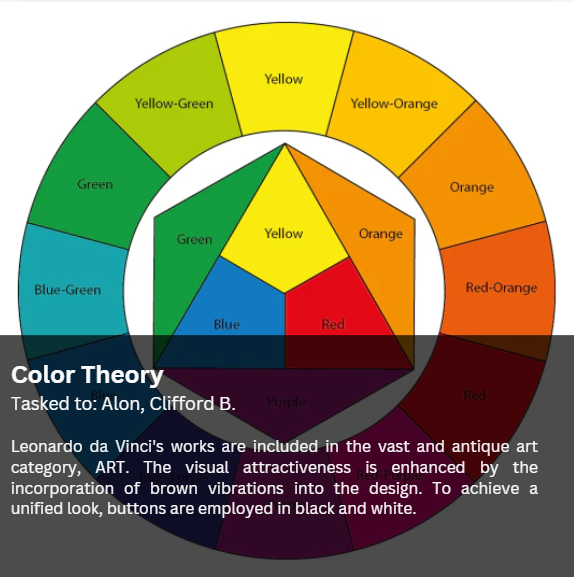 Yellow
Yellow-Green
Yellow-Orange
Green
Orange
Green
Yellow
Orange
Blue-Green
Red-Orange
Blue
Red
Color Theory
Tasked to: Alon, Clifford B.
Red
Purple
Leonardo da Vinci's works are included in the vast and antique art
category, ART. The visual attractiveness is enhanced by the
incorporation of brown vibrations into the design. To achieve a
unified look, buttons are employed in black and white.